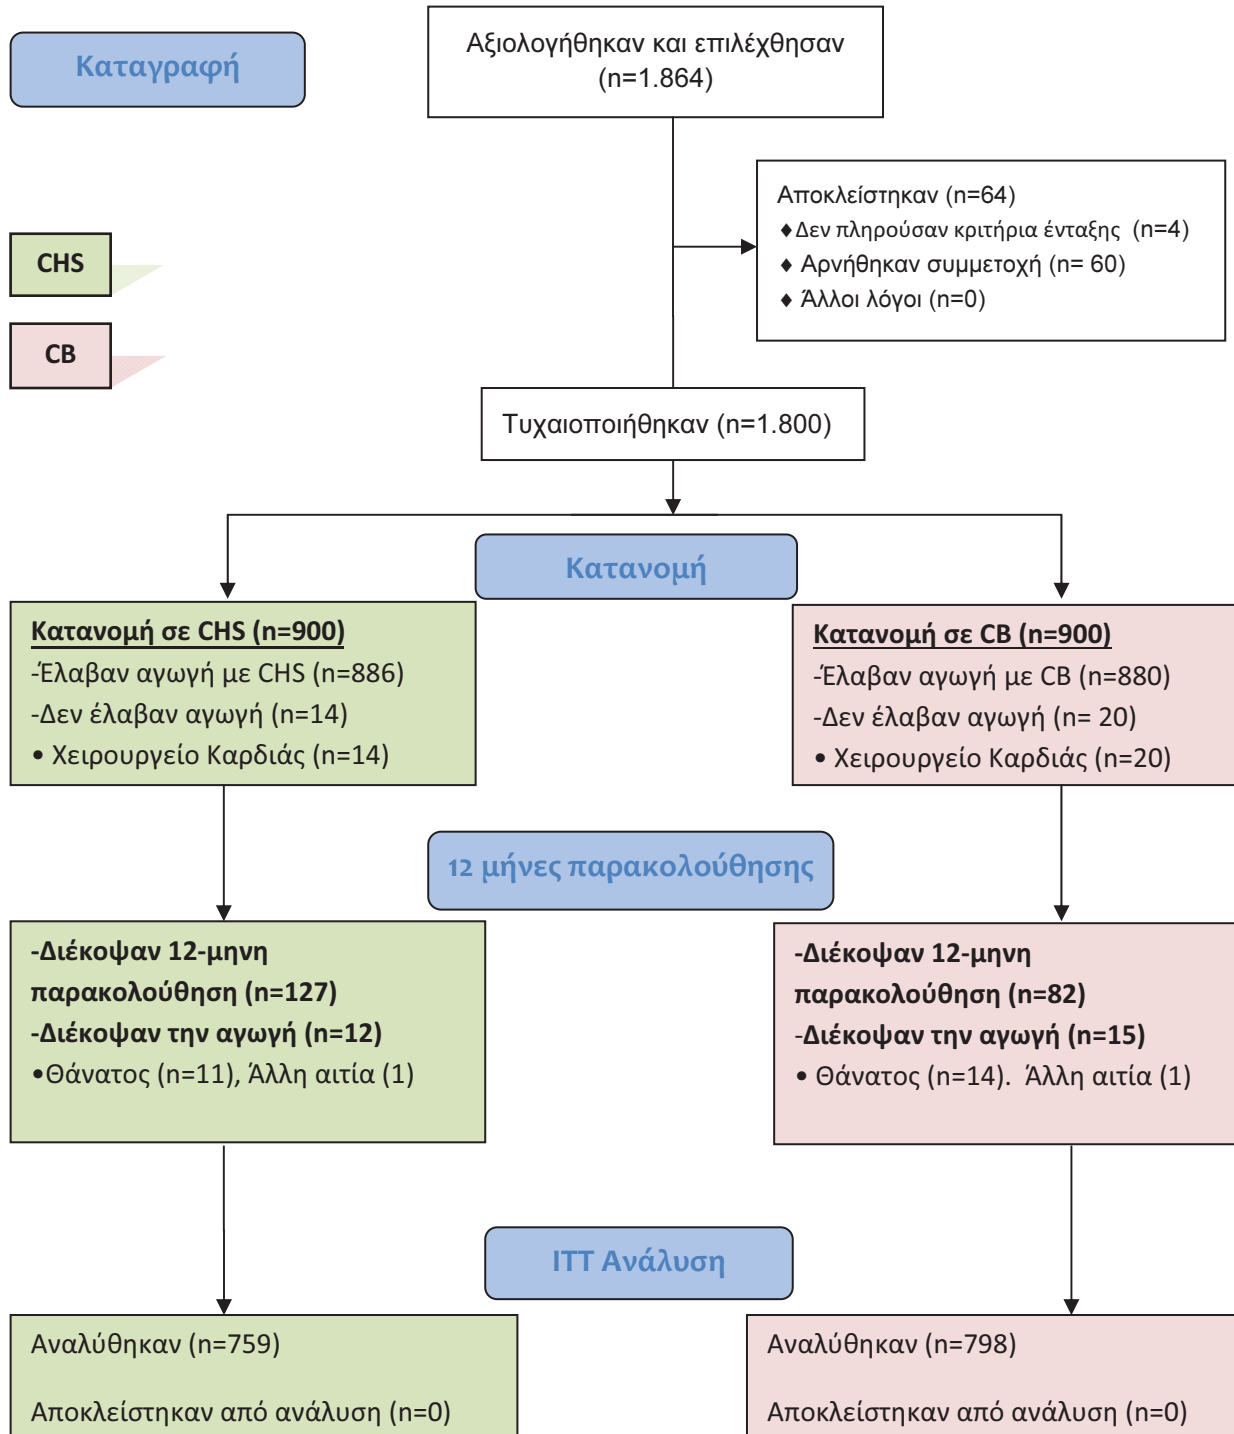 Καταγραφή
Αξιολογήθηκαν και επιλέχθησαν
(n=1.864)
Αποκλείστηκαν (n=64)
♦Δεν πληρούσαν κριτήρια ένταξης (n=4)
♦ Αρνήθηκαν συμμετοχή (n= 60)
♦ Άλλοι λόγοι (n=0)
CHS
CB
Τυχαιοποιήθηκαν (n=1.800)
Κατανομή
Κατανομή σε CHS (n=900)
-Έλαβαν αγωγή με CHS (n=886)
-Δεν έλαβαν αγωγή (n=14)
• Χειρουργείο Καρδιάς (n=14)
Κατανομή σε CB (n=900)
-Έλαβαν αγωγή με CB (n=880)
-Δεν έλαβαν αγωγή (n= 20)
• Χειρουργείο Καρδιάς (n=20)
12 μήνες παρακολούθησης
-Διέκοψαν 12-μηνη
παρακολούθηση (n=127)
-Διέκοψαν την αγωγή (n=12)
•Θάνατος (n=11), Άλλη αιτία (1)
-Διέκοψαν 12-μηνη
παρακολούθηση (n=82)
-Διέκοψαν την αγωγή (n=15)
• Θάνατος (n=14). Άλλη αιτία (1)
ITT Ανάλυση
Αναλύθηκαν (n=759)
Αποκλείστηκαν από ανάλυση (n=0)
Αναλύθηκαν (n=798)
Αποκλείστηκαν από ανάλυση (n=0)